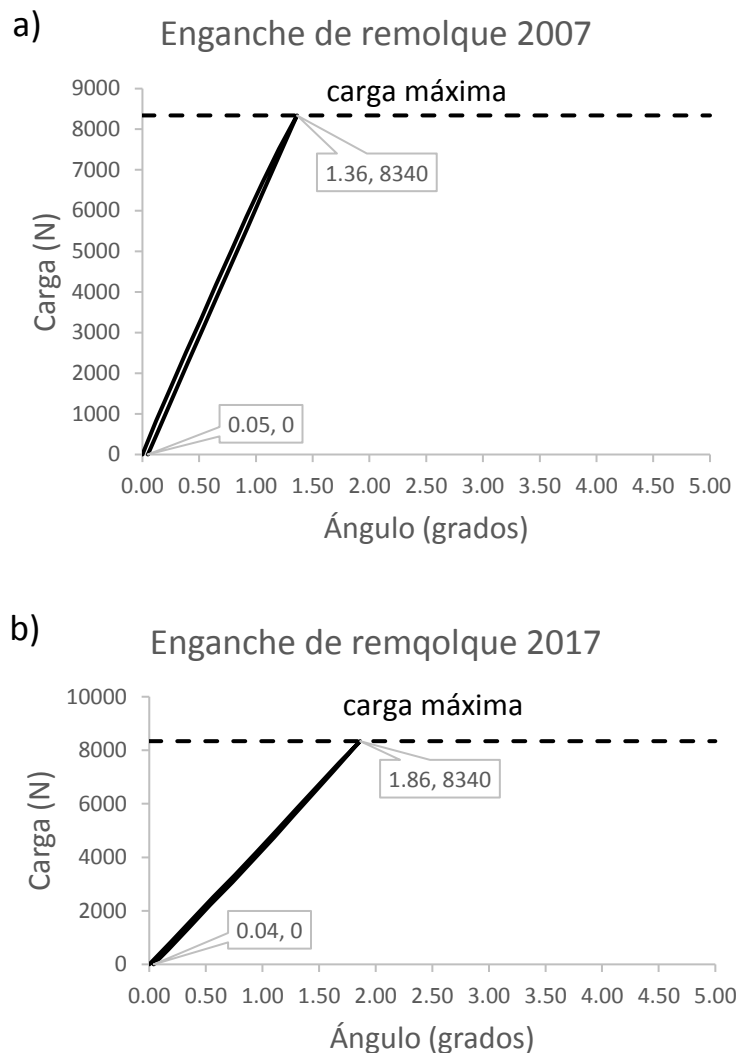 a)
Enganche de remolque 2007
9000
carga máxima
8000
1.36, 8340
7000
6000
5000
4000
3000
2000
1000
0.05, 0
0
Carga (N)
0.00 0.50 1.00 1.50 2.00 2.50 3.00 3.50 4.00 4.50 5.00
Ángulo (grados)
b)
Enganche de remqolque 2017
10000
carga máxima
8000
1.86, 8340
6000
4000
2000
0.04, 0
0
Carga (N)
0.00 0.50 1.00 1.50 2.00 2.50 3.00 3.50 4.00 4.50 5.00
Ángulo (grados)